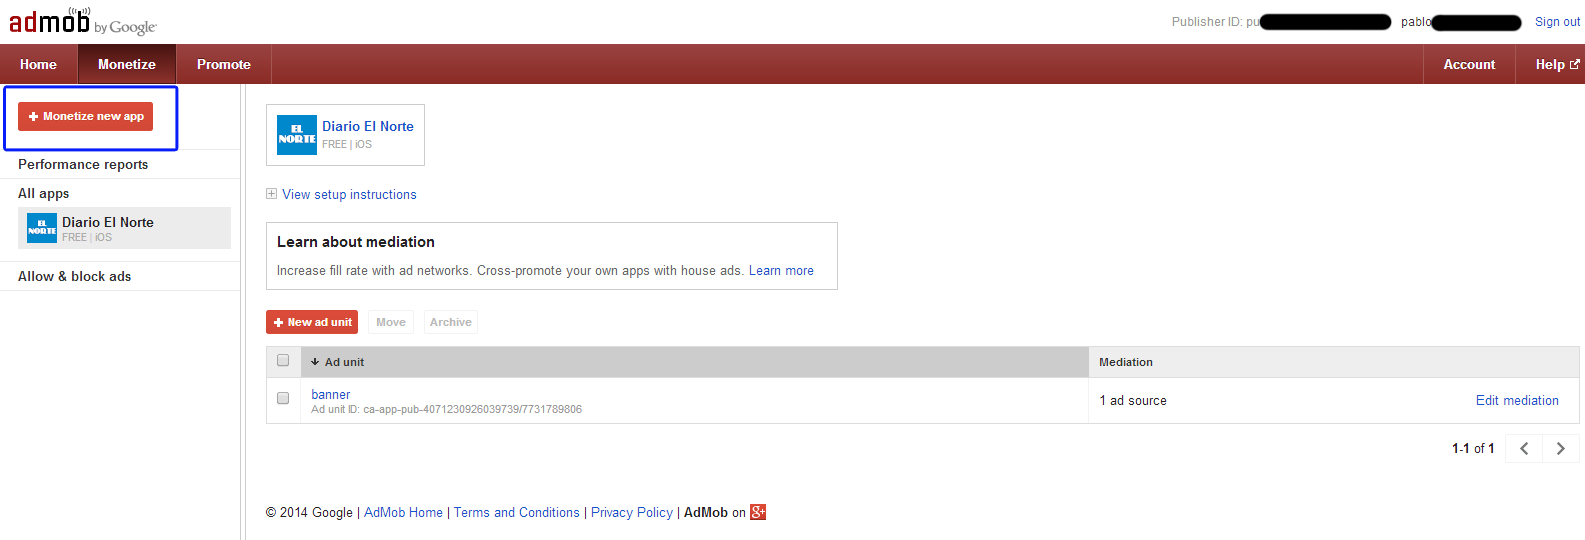 admob by Google
Publisher ID: pu
pablo
Sign out
Home
Monetize
Promote
Account
Help
+ Monetize new app
Performance reports
All apps
EL NORTE
Diario El Norte
FREE | iOS
Allow & block ads
EL NORTE
Diario El Norte
FREE | iOS
View setup instructions
Learn about mediation
Increase fill rate with ad networks. Cross-promote your own apps with house ads. Learn more
+ New ad unit
Move
Archive
Ad unit
Mediation
banner
Ad unit ID: ca-app-pub-4071230926039739/7731789806
1 ad source
Edit mediation
1-1 of 1
© 2014 Google | AdMob Home | Terms and Conditions | Privacy Policy | AdMob on g+